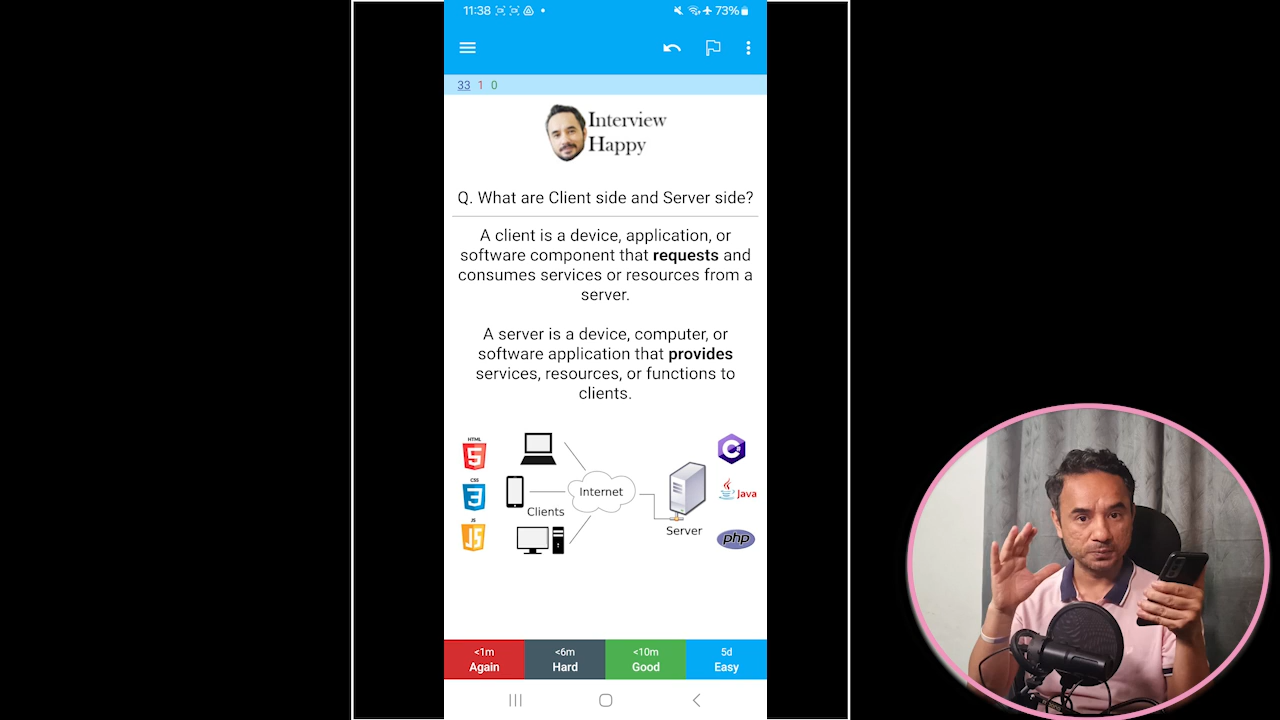 11:38 73%
33 1 0
Interview
Happy
Q. What are Client side and Server side?
A client is a device, application, or
software component that requests and
consumes services or resources from a
server.
A server is a device, computer, or
software application that provides
services, resources, or functions to
clients.
HTML
5
CSS
3
JS
JS
Clients
Internet
Server
C
Java
php
<1m
Again
<6m
Hard
<10m
Good
5d
Easy